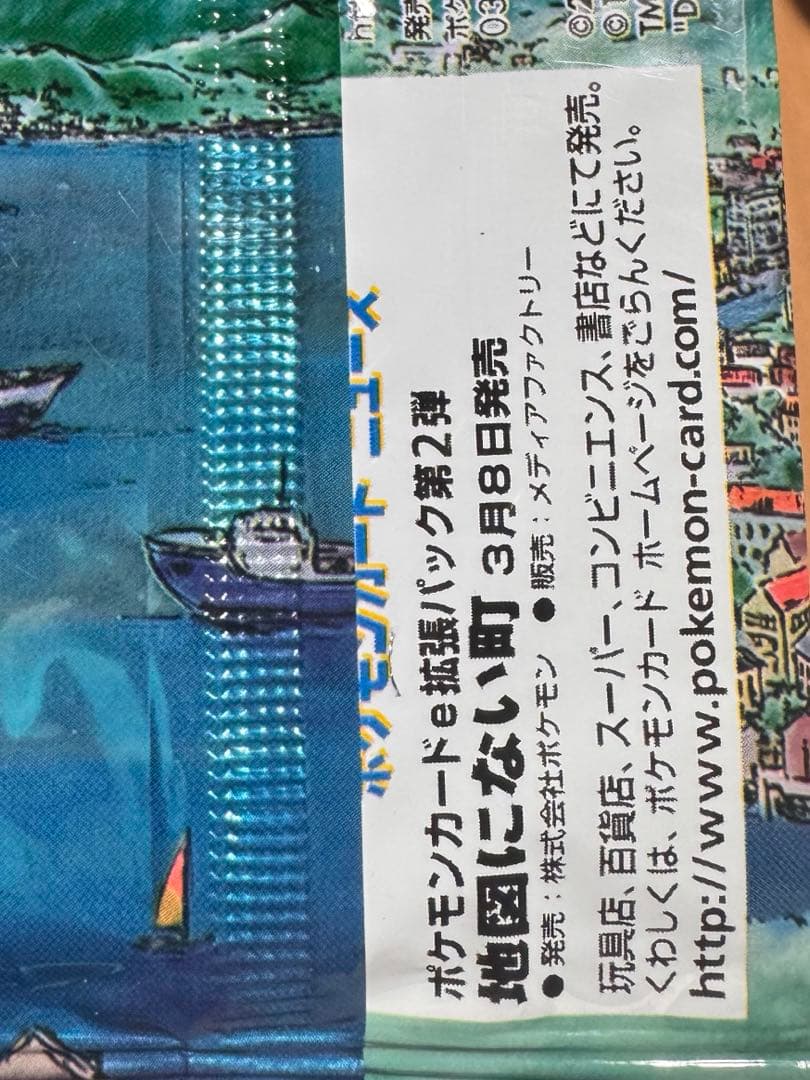 ポケモンカード ニュース
ポケモンカードe拡張パック第2弾
地図にない町 3月8日発売
●発売：株式会社ポケモン ●販売：メディアファクトリー
玩具店、百貨店、スーパー、コンビニエンス、書店などにて発売。
くわしくは、ポケモンカード ホームページをごらんください。
http://www.pokemon-card.com/